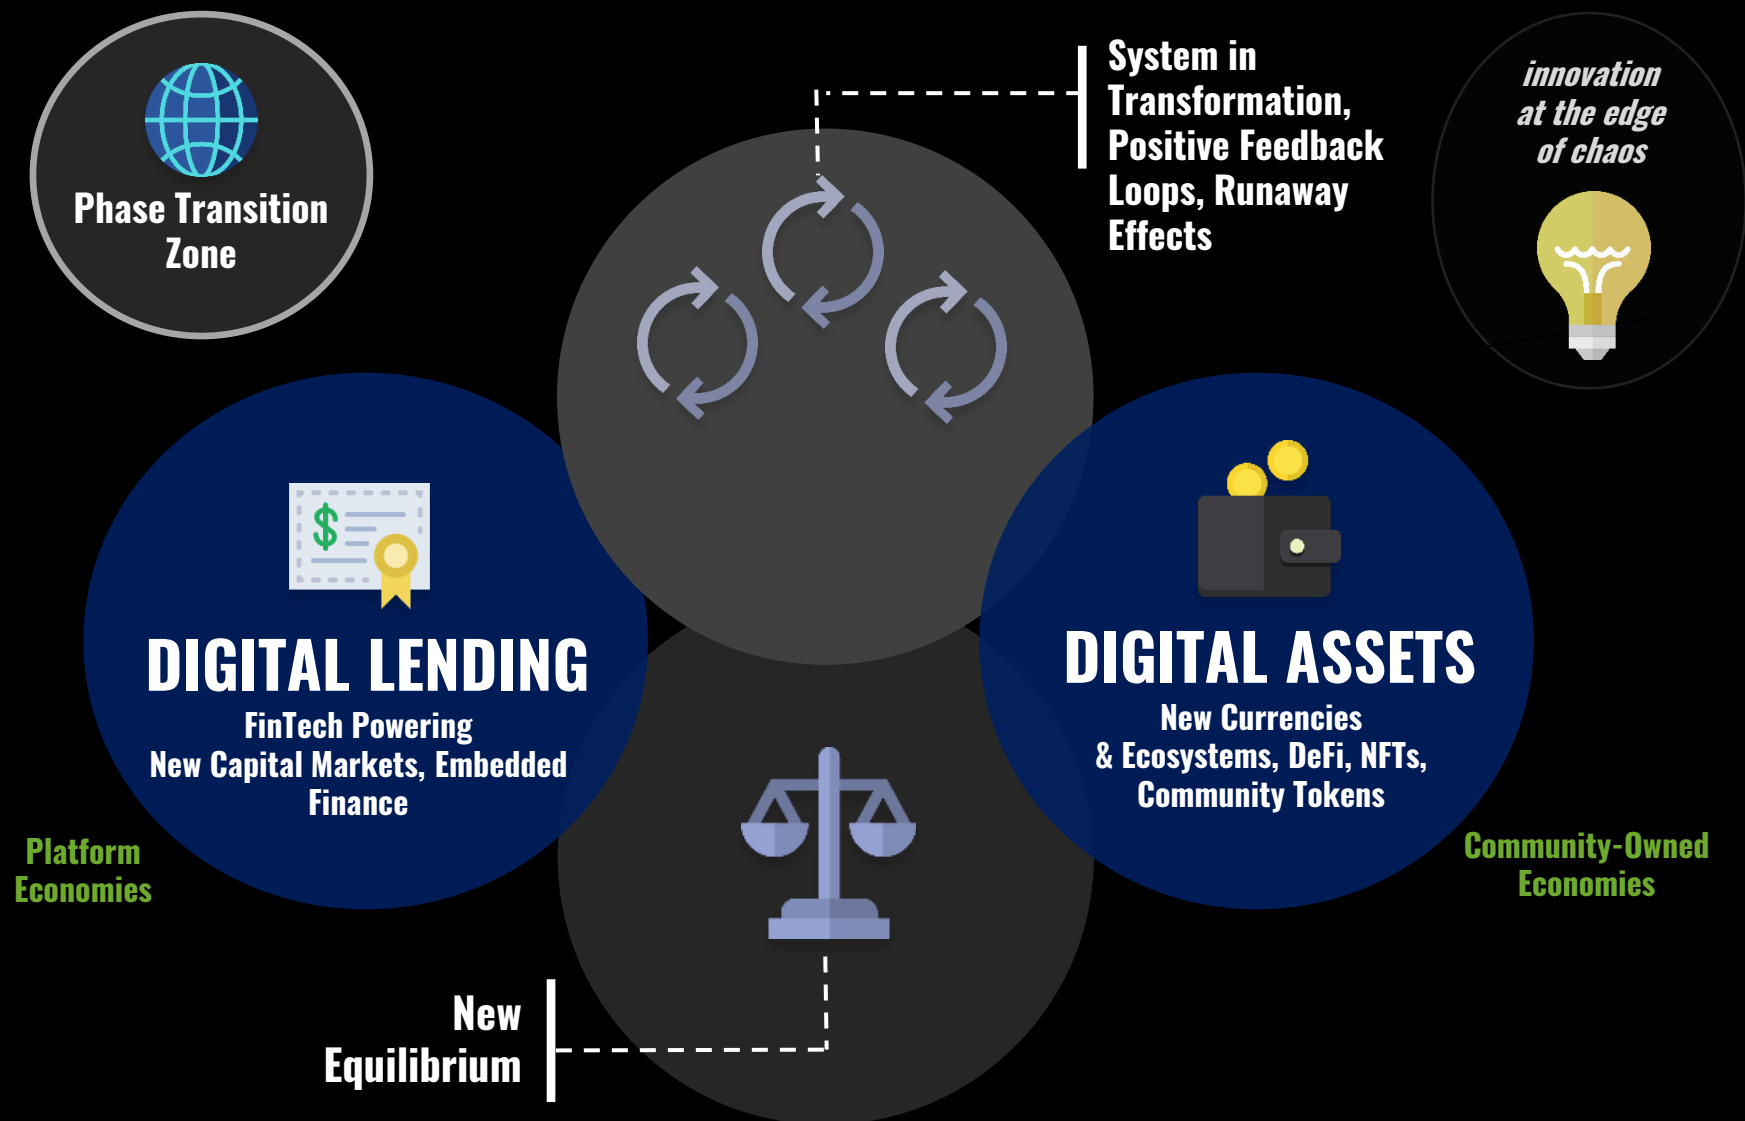 Phase Transition
Zone
System in
Transformation,
Positive Feedback
Loops, Runaway
Effects
innovation
at the edge
of chaos
$
DIGITAL LENDING
FinTech Powering
New Capital Markets, Embedded
Finance
DIGITAL ASSETS
New Currencies
& Ecosystems, DeFi, NFTs,
Community Tokens
Platform
Economies
Community-Owned
Economies
New
Equilibrium